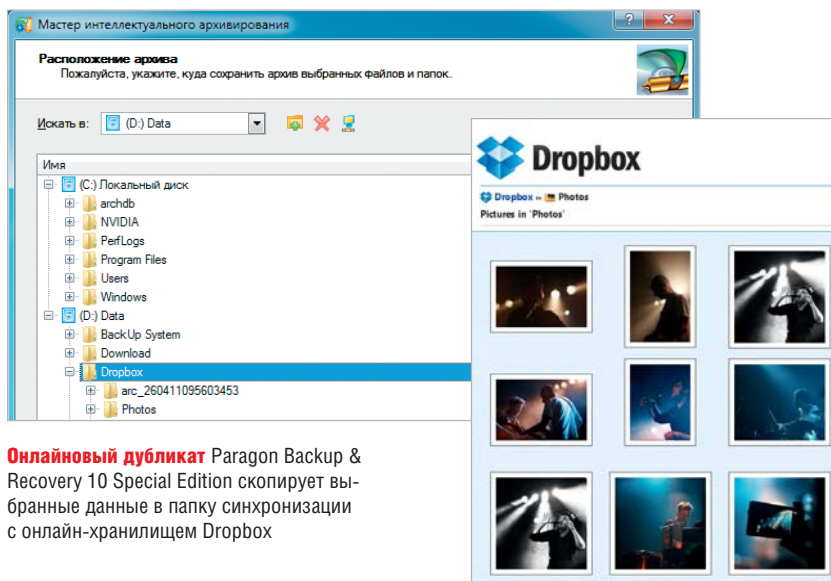 Мастер интеллектуального архивирования
Расположение архива
Пожалуйста, укажите, куда сохранить архив выбранных файлов и папок.
Искать в: (D:) Data
Имя
(C:) Локальный диск
archdb
NVIDIA
PerfLogs
Program Files
Users
Windows
(D:) Data
BackUp System
Download
Dropbox
arc_260411095603453
Photos
Dropbox
Dropbox » Photos
Pictures in 'Photos'
Онлайновый дубликат Paragon Backup &
Recovery 10 Special Edition скопирует вы-
бранные данные в папку синхронизации
с онлайн-хранилищем Dropbox